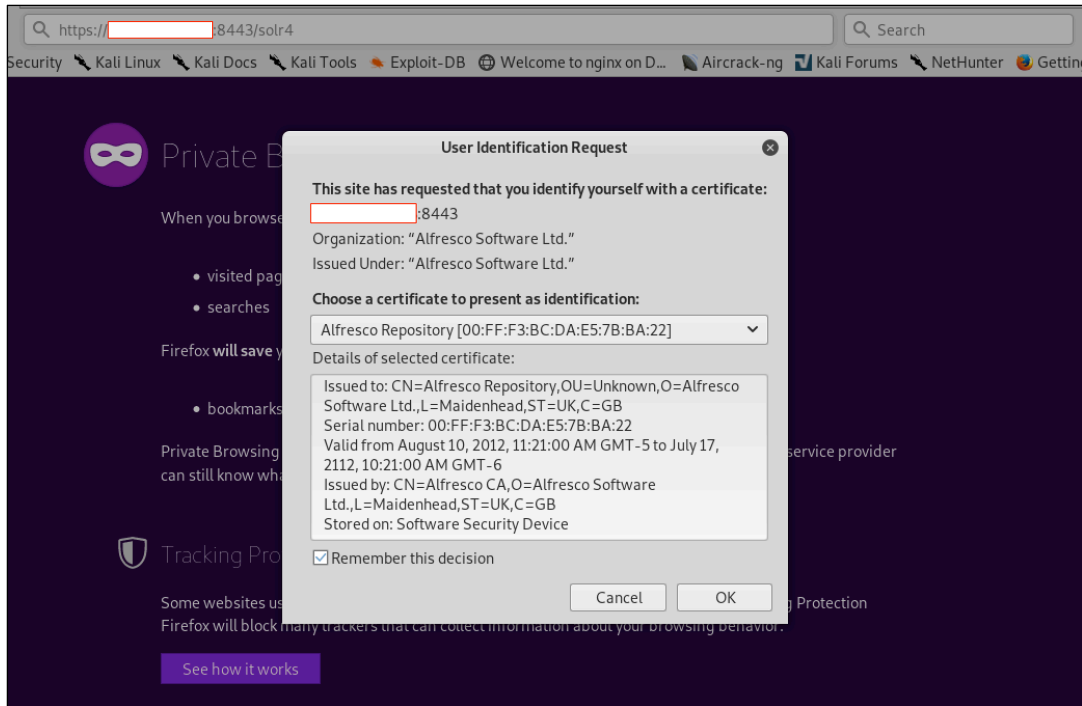 https:// :8443/solr4
Search
Security Kali Linux Kali Docs Kali Tools Exploit-DB Welcome to nginx on D... Aircrack-ng Kali Forums NetHunter Getting
Private B
User Identification Request
This site has requested that you identify yourself with a certificate:
:8443
Organization: “Alfresco Software Ltd.”
Issued Under: “Alfresco Software Ltd.”
Choose a certificate to present as identification:
Alfresco Repository [00:FF:F3:BC:DA:E5:7B:BA:22]
Details of selected certificate:
Issued to: CN=Alfresco Repository,OU=Unknown,O=Alfresco
Software Ltd.,L=Maidenhead,ST=UK,C=GB
Serial number: 00:FF:F3:BC:DA:E5:7B:BA:22
Valid from August 10, 2012, 11:21:00 AM GMT-5 to July 17,
2112, 10:21:00 AM GMT-6
Issued by: CN=Alfresco CA,O=Alfresco Software
Ltd.,L=Maidenhead,ST=UK,C=GB
Stored on: Software Security Device
Remember this decision
Cancel OK
When you browse
visited pag
searches
Firefox will save y
bookmarks
Private Browsing service provider
can still know wha
Tracking Pro
Some websites us g Protection
Firefox will block many trackers that can collect information about your browsing behavior.
See how it works